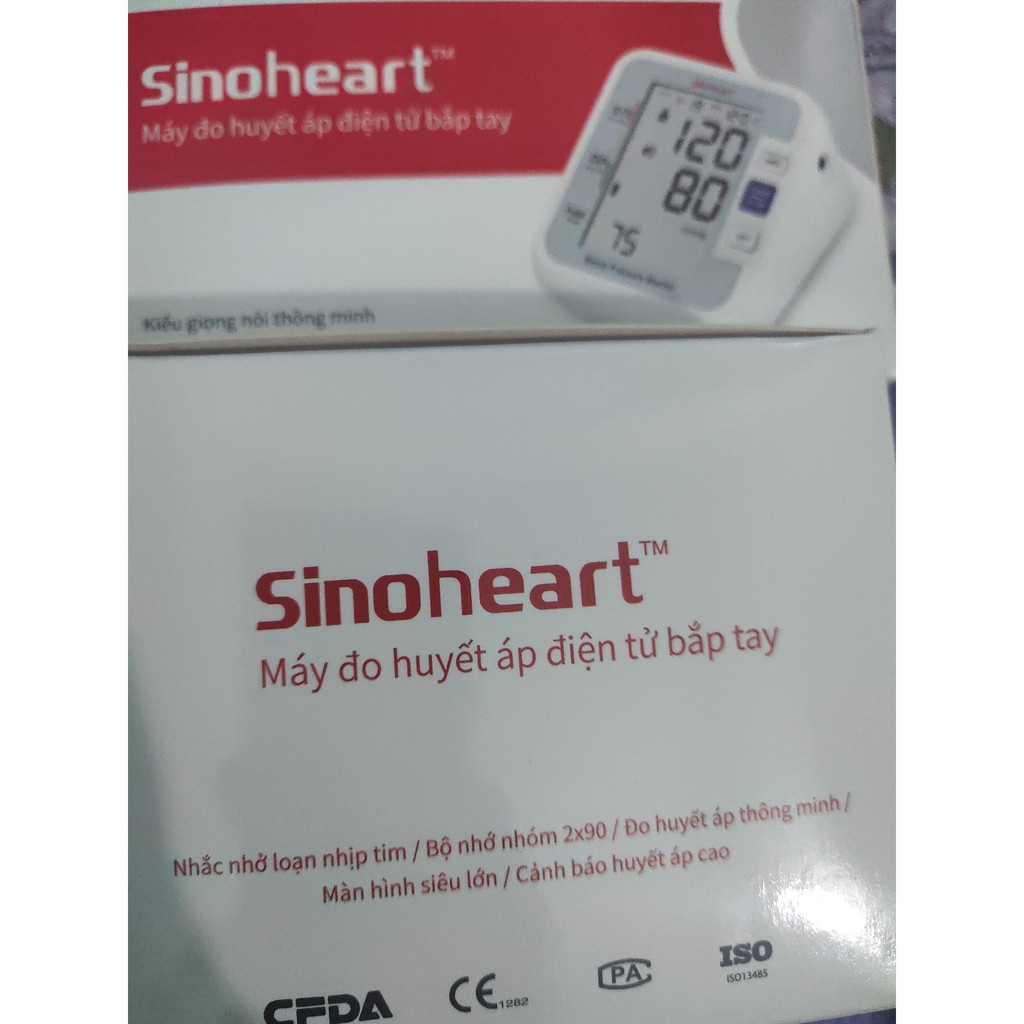 Sinoheart™
Máy đo huyết áp điện tử bắp tay
120
80
75
Kiểu giọng nói thông minh
Sinoheart™
Máy đo huyết áp điện tử bắp tay
Nhắc nhở loạn nhịp tim / Bộ nhớ nhóm 2x90 / Đo huyết áp thông minh /
Màn hình siêu lớn / Cảnh báo huyết áp cao
CFDA CE 1282 PA ISO
ISO13485